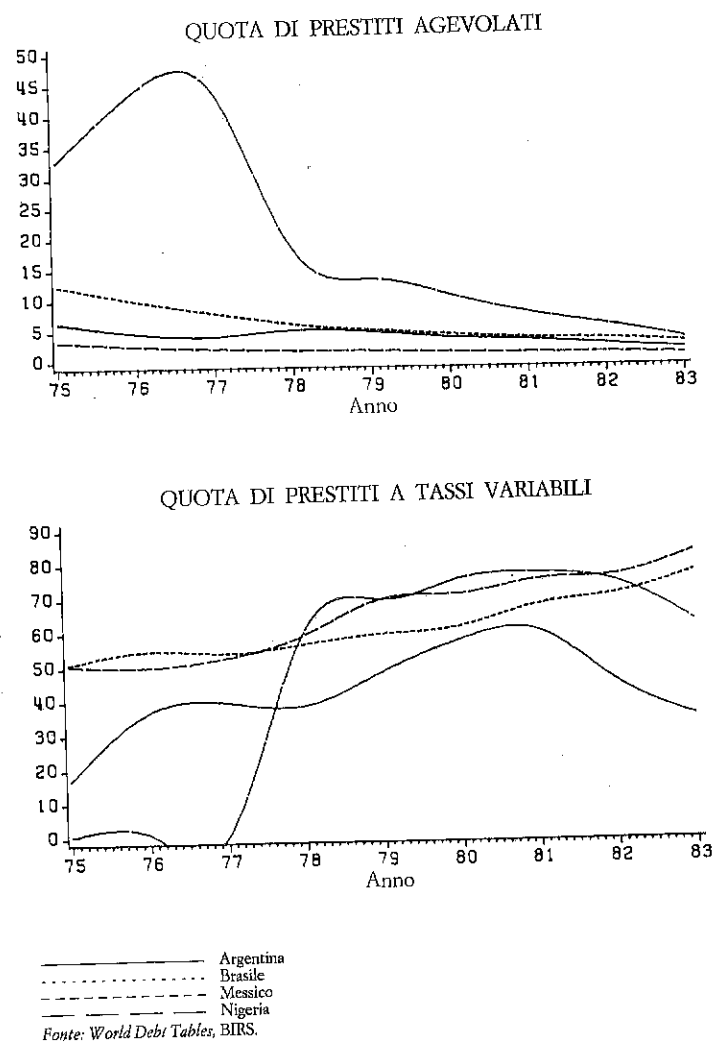 QUOTA DI PRESTITI AGEVOLATI
50
45
40
35
30
25
20
15
10
5
0
75 76 77 78 79 80 81 82 83
Anno
QUOTA DI PRESTITI A TASSI VARIABILI
90
80
70
60
50
40
30
20
10
0
75 76 77 78 79 80 81 82 83
Anno
Argentina
Brasile
Messico
Nigeria
Fonte: World Debt Tables, BIRS.